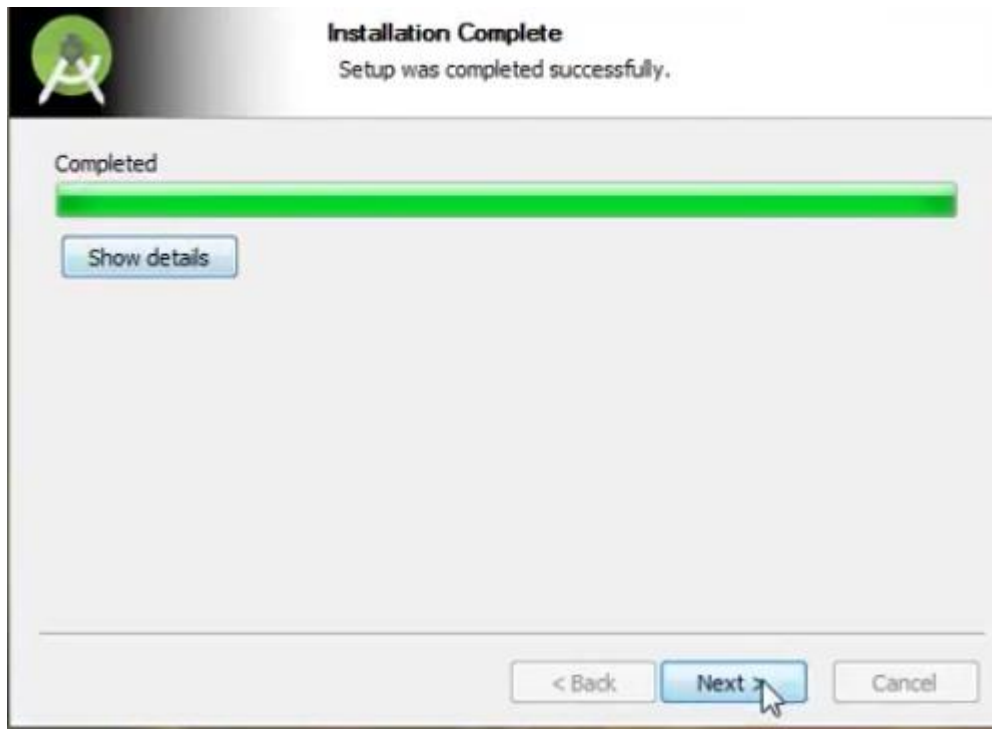 Installation Complete
Setup was completed successfully.
Completed
Show details
< Back
Next >
Cancel